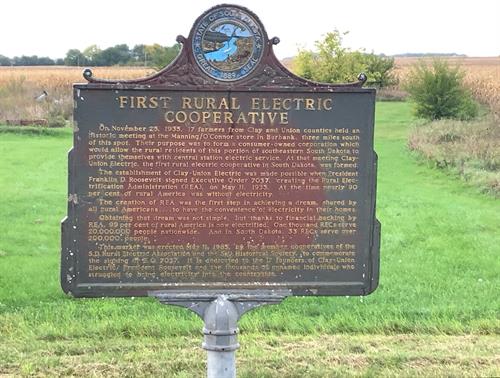 STATE OF SOUTH DAKOTA
GREAT SEAL
1889
FIRST RURAL ELECTRIC
COOPERATIVE
On November 25, 1935, 17 farmers from Clay and Union counties held an
historic meeting at the Manning/O'Connor store in Burbank, three miles south
of this spot. Their purpose was to form a consumer-owned corporation which
would allow the rural residents of this portion of southeastern South Dakota to
provide themselves with central station electric service. At that meeting Clay-
Union Electric, the first rural electric cooperative in South Dakota, was formed.
The establishment of Clay-Union Electric was made possible when President
Franklin D. Roosevelt signed Executive Order 7037, creating the Rural Elec-
trification Administration (REA), on May 11, 1935. At the time nearly 90
per cent of rural America was without electricity.
The creation of REA was the first step in achieving a dream, shared by
all rural Americans . . . to have the convenience of electricity in their homes.
Obtaining that dream was not simple, but thanks to financial backing by
REA, 99 per cent of rural America is now electrified. One thousand RECs serve
20,000,000 people nationwide. And in South Dakota, 33 RECs serve over
200,000 people.
This marker was erected May 11, 1985, by the member cooperatives of the
S.D. Rural Electric Association and the S.D. Historical Society, to commemorate
the signing of E.O. 7037. It is dedicated to the 17 founders of Clay-Union
Electric, President Roosevelt and the thousands of dynamic individuals who
struggled to bring electricity into the countryside.